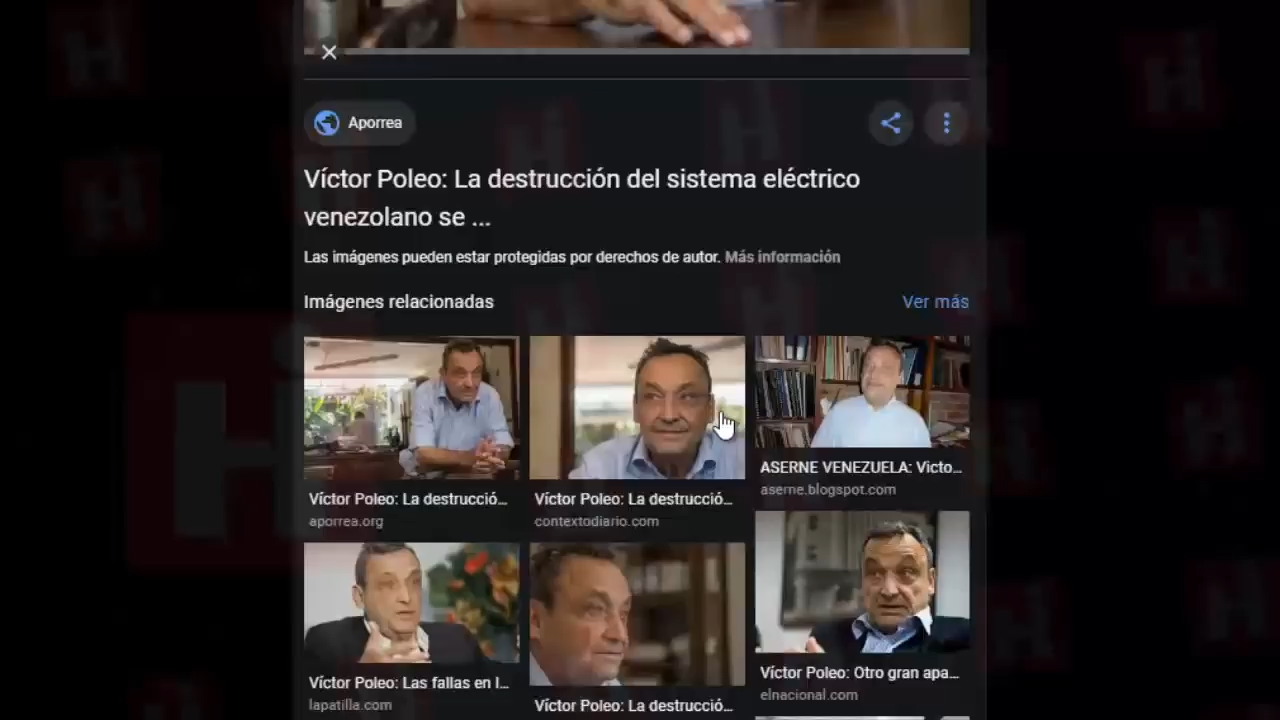 Aporrea
Víctor Poleo: La destrucción del sistema eléctrico
venezolano se ...
Las imágenes pueden estar protegidas por derechos de autor. Más información
Imágenes relacionadas
Ver más
Víctor Poleo: La destrucció...
aporrea.org
Víctor Poleo: La destrucció...
contextodiario.com
ASERNE VENEZUELA: Victo...
aserne.blogspot.com
Víctor Poleo: Las fallas en l...
lapatilla.com
Víctor Poleo: La destrucció...
Víctor Poleo: Otro gran apa...
elnacional.com